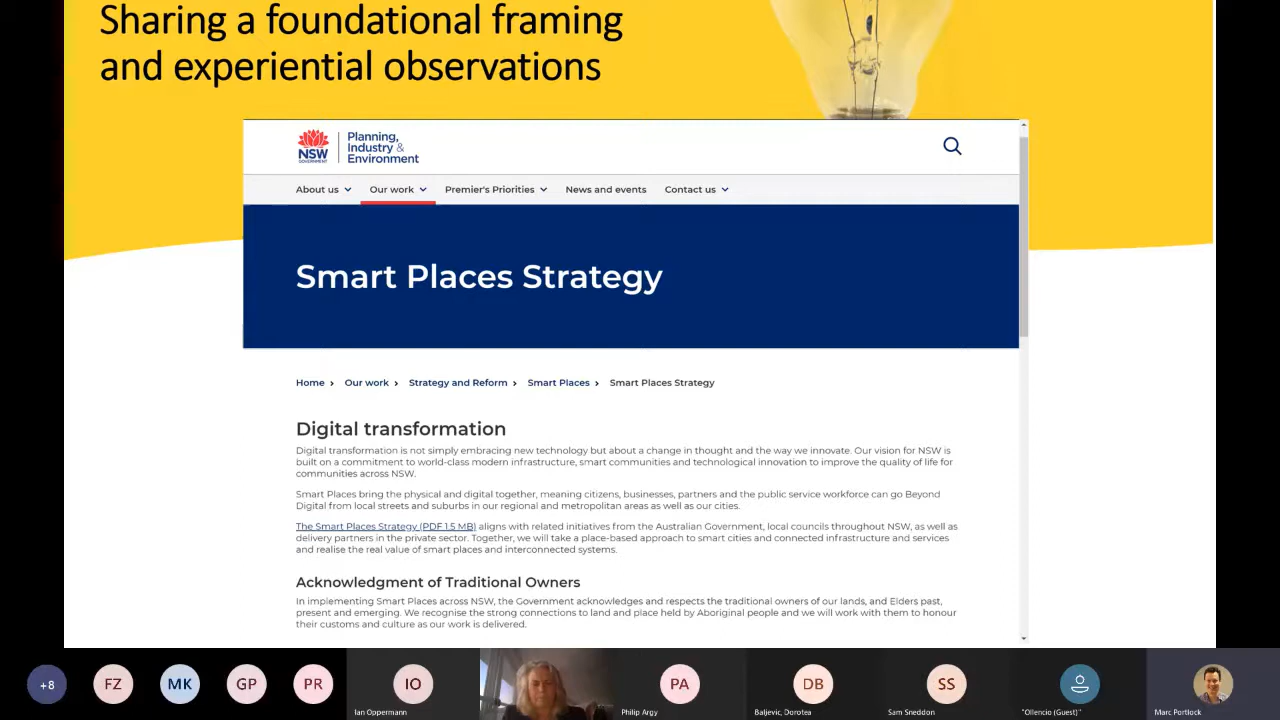 Sharing a foundational framing
and experiential observations
NSW
GOVERNMENT
Planning,
Industry &
Environment
About us
Our work
Premier's Priorities
News and events
Contact us
Smart Places Strategy
Home › Our work › Strategy and Reform › Smart Places › Smart Places Strategy
Digital transformation
Digital transformation is not simply embracing new technology but about a change in thought and the way we innovate. Our vision for NSW is
built on a commitment to world-class modern infrastructure, smart communities and technological innovation to improve the quality of life for
communities across NSW.
Smart Places bring the physical and digital together, meaning citizens, businesses, partners and the public service workforce can go Beyond
Digital from local streets and suburbs in our regional and metropolitan areas as well as our cities.
The Smart Places Strategy (PDF 1.5 MB) aligns with related initiatives from the Australian Government, local councils throughout NSW, as well as
delivery partners in the private sector. Together, we will take a place-based approach to smart cities and connected infrastructure and services
and realise the real value of smart places and interconnected systems.
Acknowledgment of Traditional Owners
In implementing Smart Places across NSW, the Government acknowledges and respects the traditional owners of our lands, and Elders past,
present and emerging. We recognise the strong connections to land and place held by Aboriginal people and we will work with them to honour
their customs and culture as our work is delivered.
+8
FZ
MK
GP
PR
IO
Ian Oppermann
PA
Philip Argy
DB
Baljevic, Dorotea
SS
Sam Sneddon
"Ollencio (Guest)"
Marc Portlock